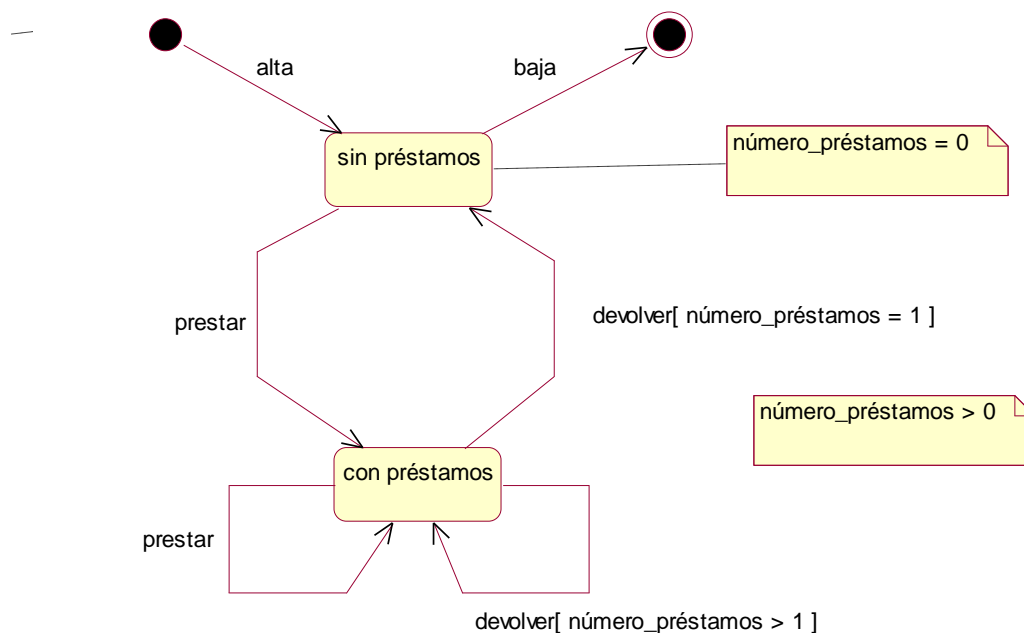 alta
baja
sin préstamos
número_préstamos = 0
prestar
devolver[ número_préstamos = 1 ]
número_préstamos > 0
con préstamos
prestar
devolver[ número_préstamos > 1 ]